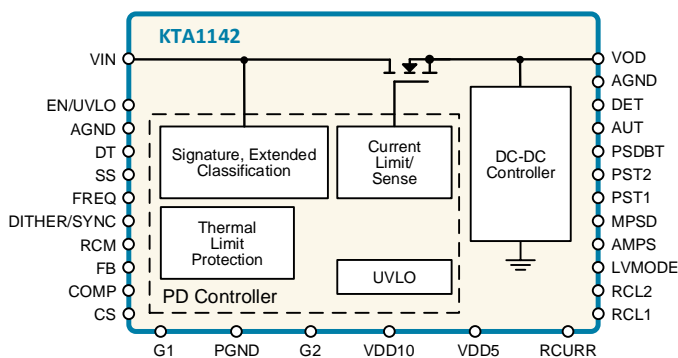 KTA1142
VIN
EN/UVLO
AGND
DT
SS
FREQ
DITHER/SYNC
RCM
FB
COMP
CS
Signature, Extended
Classification
Current
Limit/
Sense
Thermal
Limit
Protection
UVLO
PD Controller
DC-DC
Controller
VOD
AGND
DET
AUT
PSDBT
PST2
PST1
MPSD
AMPS
LVMODE
RCL2
RCL1
G1
PGND
G2
VDD10
VDD5
RCURR